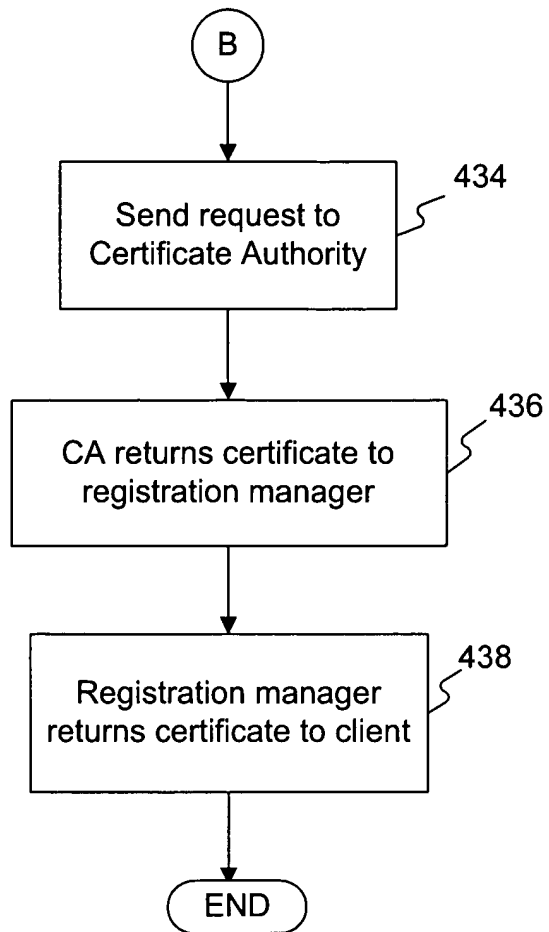 B
434
Send request to
Certificate Authority
436
CA returns certificate to
registration manager
438
Registration manager
returns certificate to client
END